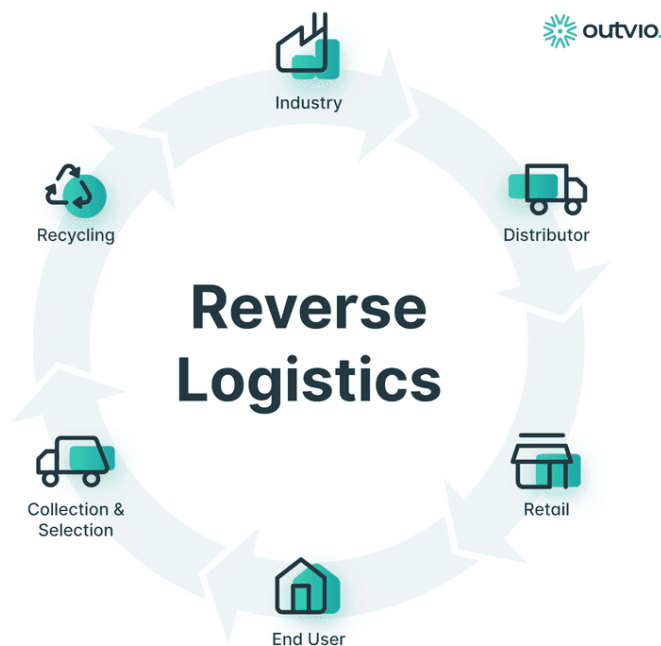 outvio.
Industry
Distributor
Recycling
Reverse
Logistics
Retail
Collection &
Selection
End User